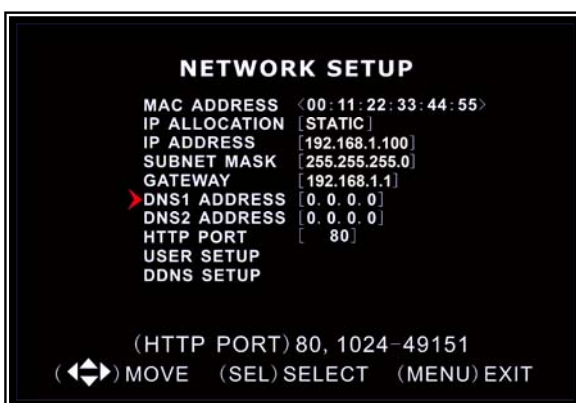 NETWORK SETUP
MAC ADDRESS <00:11:22:33:44:55>
IP ALLOCATION [STATIC]
IP ADDRESS [192.168.1.100]
SUBNET MASK [255.255.255.0]
GATEWAY [192.168.1.1]
DNS1 ADDRESS [0. 0. 0. 0]
DNS2 ADDRESS [0. 0. 0. 0]
HTTP PORT [ 80]
USER SETUP
DDNS SETUP
(HTTP PORT) 80, 1024-49151
( ) MOVE (SEL) SELECT (MENU) EXIT